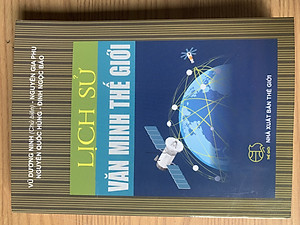 VŨ DƯƠNG NINH (Chủ biên) - NGUYỄN GIA PHU
NGUYỄN QUỐC HÙNG - ĐINH NGỌC BẢO
LỊCH SỬ
VĂN MINH THẾ GIỚI
NHÀ XUẤT BẢN THẾ GIỚI